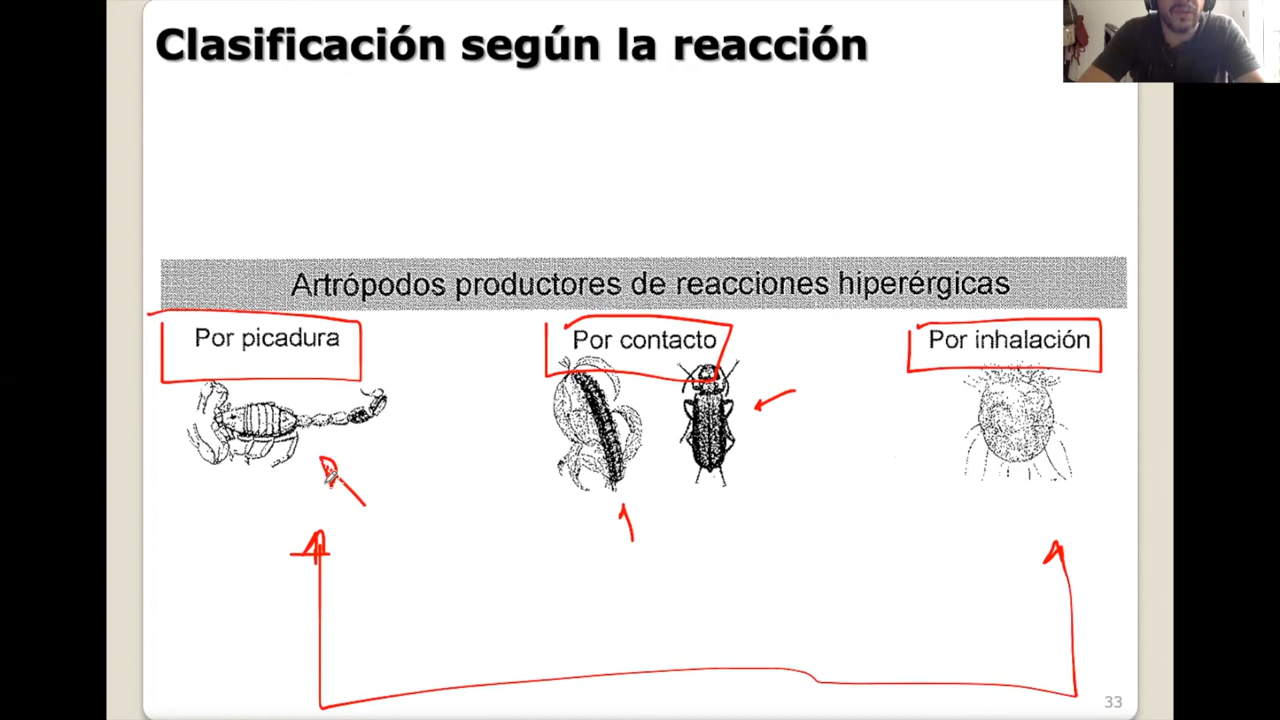 Clasificación según la reacción
Artrópodos productores de reacciones hiperérgicas
Por picadura
Por contacto
Por inhalación
33